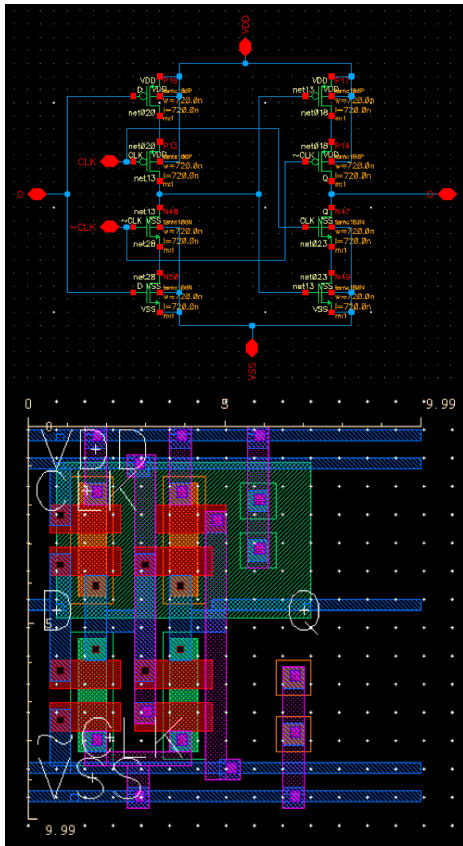 VDD
VDD P16 VDD P17
D net13
w=720.0n w=720.0n
l=720.0n l=720.0n
m:1 m:1
net020 net018
net020 P13 net018 P14
CLK VDD ~CLK VDD
w=720.0n w=720.0n
l=720.0n l=720.0n
net13 m:1 Q m:1
D Q
net13 N48 Q N47
~CLK ~CLK VSS CLK VSS
w=720.0n w=720.0n
l=720.0n l=720.0n
net28 m:1 net023 m:1
net28 N50 net023 N49
D VSS net13 VSS
w=720.0n w=720.0n
l=720.0n l=720.0n
VSS m:1 VSS m:1
VSS
0 5 9.99
0
VDD
CLK
D Q
5
~CLK
VSS
9.99